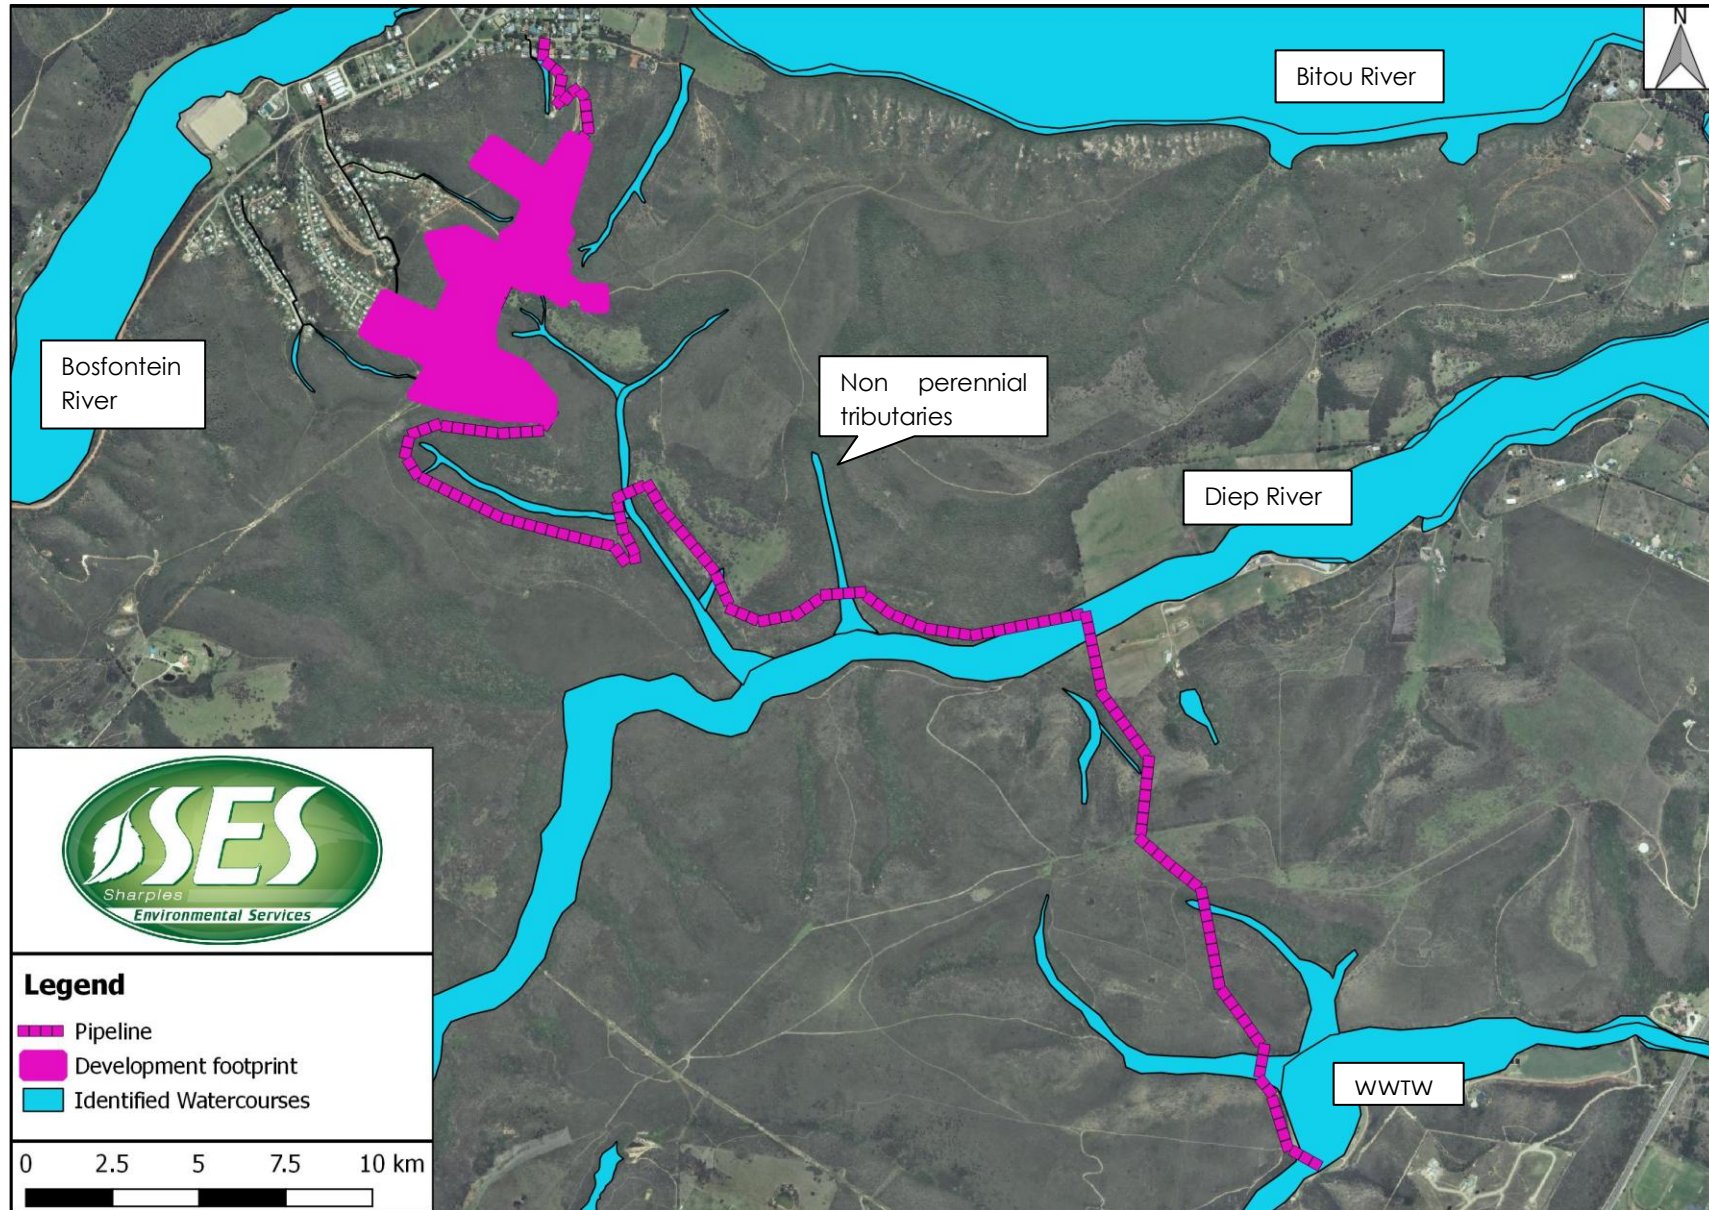 N
Bitou River
Bosfontein
River
Non perennial
tributaries
Diep River
WWTW
SES
Sharples
Environmental Services
Legend
Pipeline
Development footprint
Identified Watercourses
0 2.5 5 7.5 10 km